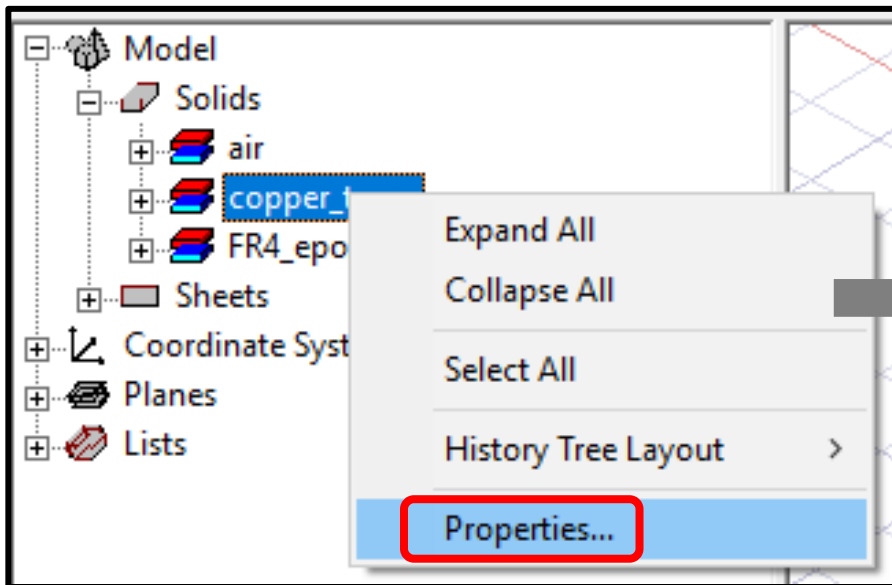 Model
Solids
air
copper_
FR4_epo
Sheets
Coordinate Syst
Planes
Lists
Expand All
Collapse All
Select All
History Tree Layout
Properties...